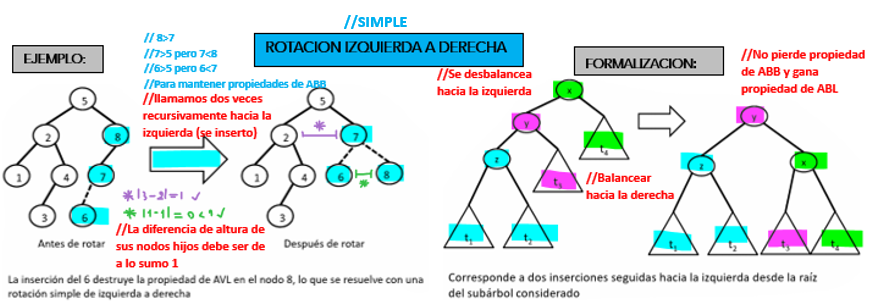 //SIMPLE
ROTACION IZQUIERDA A DERECHA
EJEMPLO:
// 8>7
//7>5 pero 7<8
//6>5 pero 6<7
//Para mantener propiedades de ABB
//llamamos dos veces
recursivamente hacia la
izquierda (se inserto)
5
2
8
1
4
7
3
6
* |3-2|=1 ✓
* |1-1|=0<1 ✓
//La diferencia de altura de
sus nodos hijos debe ser de
a lo sumo 1
Antes de rotar
5
2
*
7
1
4
6
*
8
3
Después de rotar
La inserción del 6 destruye la propiedad de AVL en el nodo 8, lo que se resuelve con una
rotación simple de izquierda a derecha
FORMALIZACION:
//Se desbalancea
hacia la izquierda
//No pierde propiedad
de ABB y gana
propiedad de ABL
x
y
t4
z
t3
t1
t2
//Balancear
hacia la derecha
y
z
x
t1
t2
t3
t4
Corresponde a dos inserciones seguidas hacia la izquierda desde la raíz
del subárbol considerado